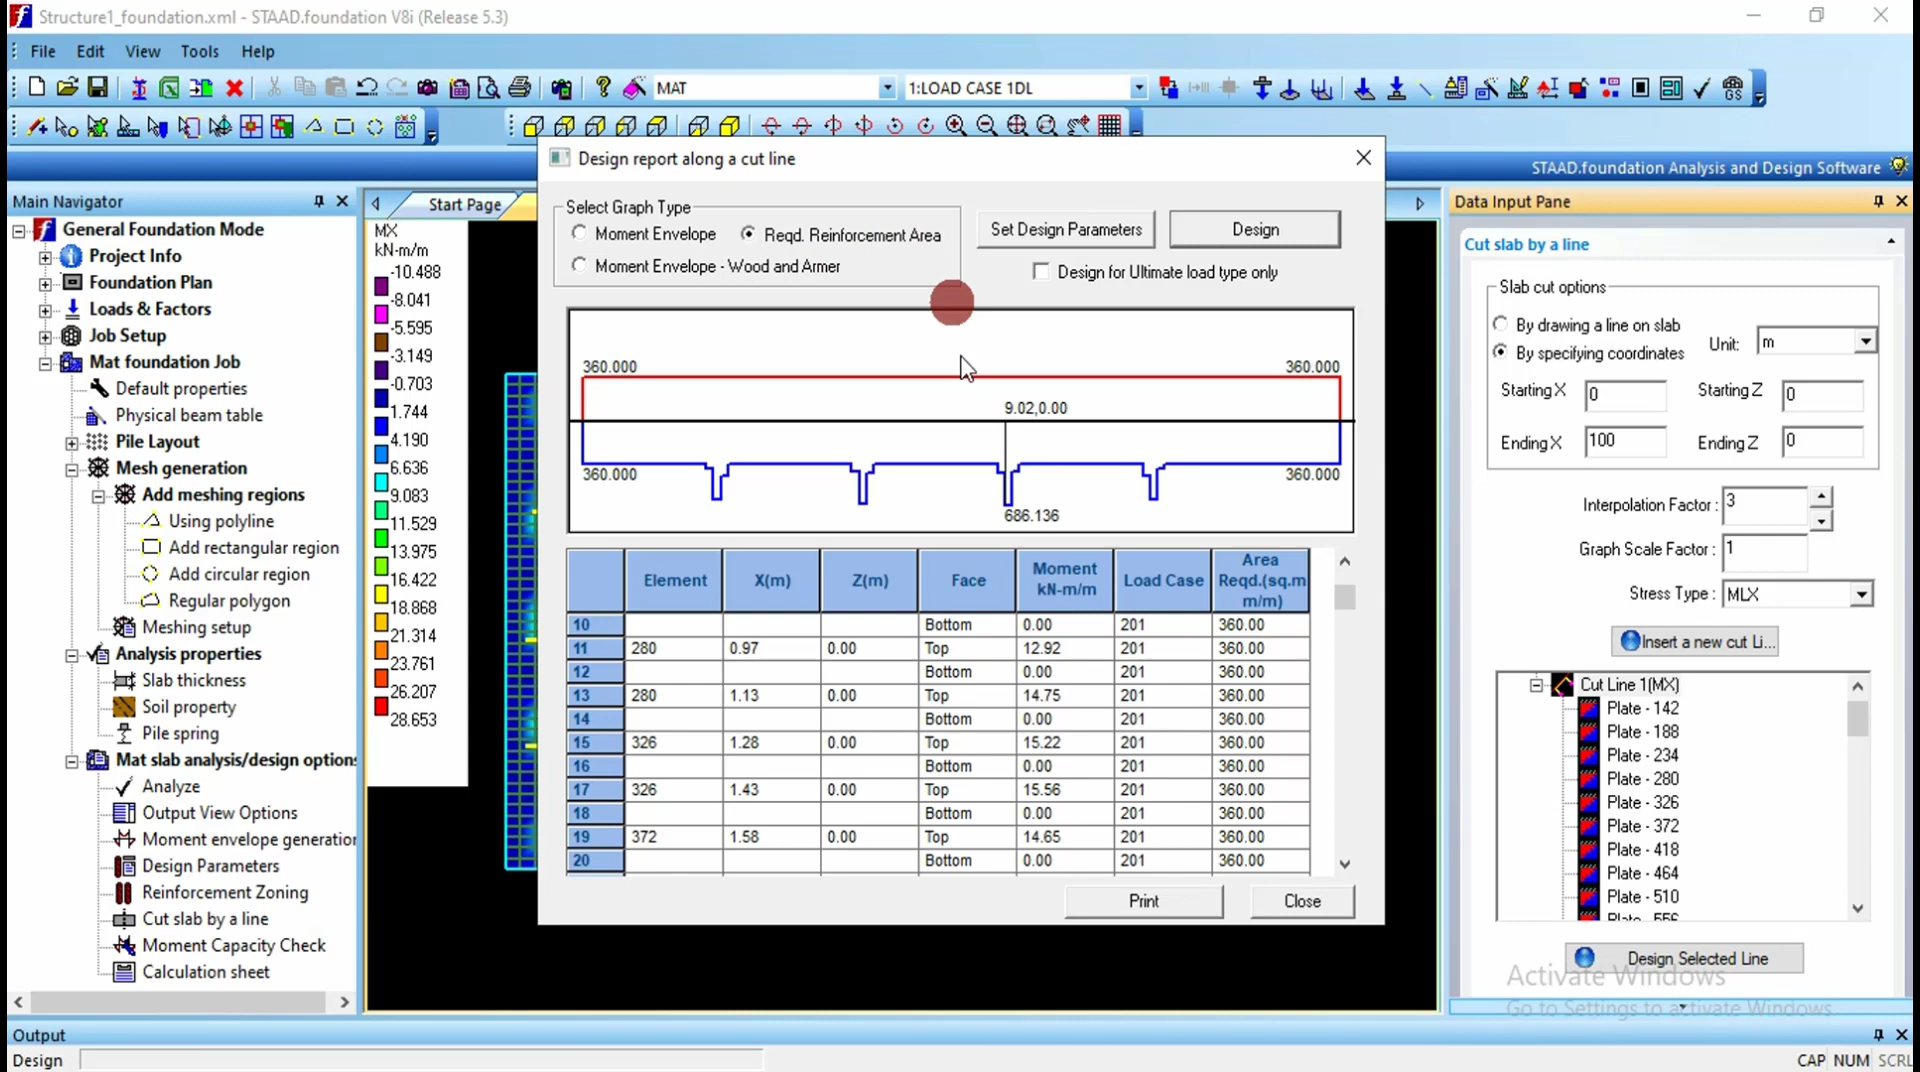 Structure1_foundation.xml - STAAD.foundation V8i (Release 5.3)
File Edit View Tools Help
MAT 1:LOAD CASE 1DL
STAAD.foundation Analysis and Design Software
Main Navigator
General Foundation Mode
Project Info
Foundation Plan
Loads & Factors
Job Setup
Mat foundation Job
Default properties
Physical beam table
Pile Layout
Mesh generation
Add meshing regions
Using polyline
Add rectangular region
Add circular region
Regular polygon
Meshing setup
Analysis properties
Slab thickness
Soil property
Pile spring
Mat slab analysis/design options
Analyze
Output View Options
Moment envelope generation
Design Parameters
Reinforcement Zoning
Cut slab by a line
Moment Capacity Check
Calculation sheet
Start Page
MX
kN-m/m
-10.488
-8.041
-5.595
-3.149
-0.703
1.744
4.190
6.636
9.083
11.529
13.975
16.422
18.868
21.314
23.761
26.207
28.653
Design report along a cut line
Select Graph Type
Moment Envelope Reqd. Reinforcement Area
Moment Envelope - Wood and Armer
Set Design Parameters Design
Design for Ultimate load type only
360.000 360.000
9.02,0.00
360.000 360.000
686.136
Element X(m) Z(m) Face Moment kN-m/m Load Case Area Reqd.(sq.m m/m)
10 Bottom 0.00 201 360.00
11 280 0.97 0.00 Top 12.92 201 360.00
12 Bottom 0.00 201 360.00
13 280 1.13 0.00 Top 14.75 201 360.00
14 Bottom 0.00 201 360.00
15 326 1.28 0.00 Top 15.22 201 360.00
16 Bottom 0.00 201 360.00
17 326 1.43 0.00 Top 15.56 201 360.00
18 Bottom 0.00 201 360.00
19 372 1.58 0.00 Top 14.65 201 360.00
20 Bottom 0.00 201 360.00
Print Close
Data Input Pane
Cut slab by a line
Slab cut options
By drawing a line on slab
By specifying coordinates
Unit: m
Starting X 0 Starting Z 0
Ending X 100 Ending Z 0
Interpolation Factor : 3
Graph Scale Factor : 1
Stress Type : MLX
Insert a new cut Li...
Cut Line 1(MX)
Plate - 142
Plate - 188
Plate - 234
Plate - 280
Plate - 326
Plate - 372
Plate - 418
Plate - 464
Plate - 510
Plate - 556
Design Selected Line
Activate Windows
Go to Settings to activate Windows.
Output
Design
CAP NUM SCRL